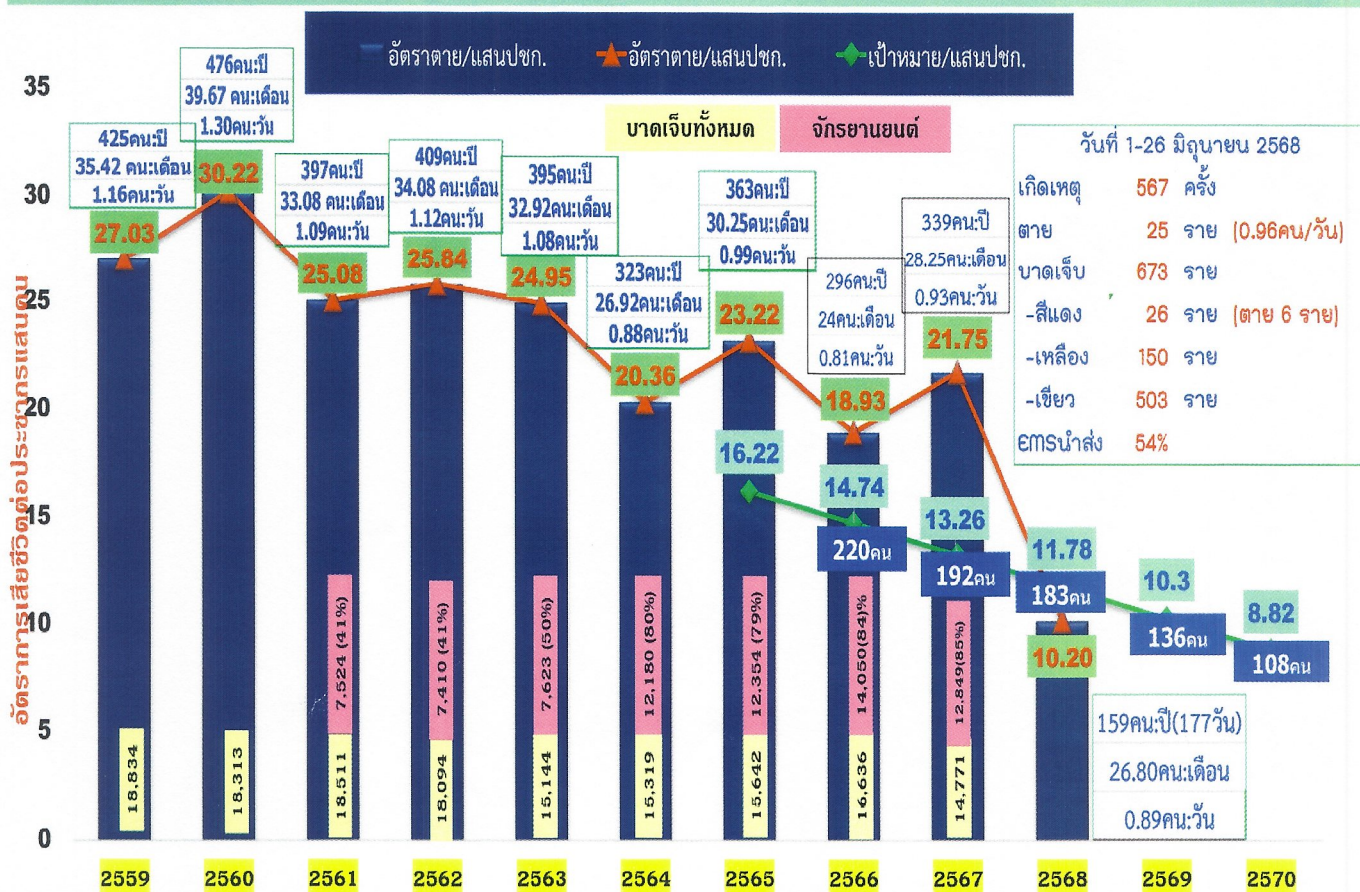 อัตราตาย/แสนปชก. อัตราตาย/แสนปชก. เป้าหมาย/แสนปชก.
บาดเจ็บทั้งหมด จักรยานยนต์
อัตราการเสียชีวิตต่อประชากรแสนคน
35
30
25
20
15
10
5
0
425คน:ปี
35.42 คน:เดือน
1.16คน:วัน
27.03
18,834
476คน:ปี
39.67 คน:เดือน
1.30คน:วัน
30.22
18,313
397คน:ปี
33.08 คน:เดือน
1.09คน:วัน
25.08
7,524 (41%)
18,511
409คน:ปี
34.08 คน:เดือน
1.12คน:วัน
25.84
7,410 (41%)
18,094
395คน:ปี
32.92คน:เดือน
1.08คน:วัน
24.95
7,623 (50%)
15,144
323คน:ปี
26.92คน:เดือน
0.88คน:วัน
20.36
12,180 (80%)
15,319
363คน:ปี
30.25คน:เดือน
0.99คน:วัน
23.22
16.22
12,354 (79%)
15,642
296คน:ปี
24คน:เดือน
0.81คน:วัน
18.93
14.74
220คน
14,050(84)%
16,636
339คน:ปี
28.25คน:เดือน
0.93คน:วัน
21.75
13.26
192คน
12,849(85%)
14,771
11.78
183คน
10.20
10.3
136คน
8.82
108คน
159คน:ปี(177วัน)
26.80คน:เดือน
0.89คน:วัน
วันที่ 1-26 มิถุนายน 2568
เกิดเหตุ 567 ครั้ง
ตาย 25 ราย (0.96คน/วัน)
บาดเจ็บ 673 ราย
-สีแดง 26 ราย (ตาย 6 ราย)
-เหลือง 150 ราย
-เขียว 503 ราย
EMSนำส่ง 54%
2559 2560 2561 2562 2563 2564 2565 2566 2567 2568 2569 2570